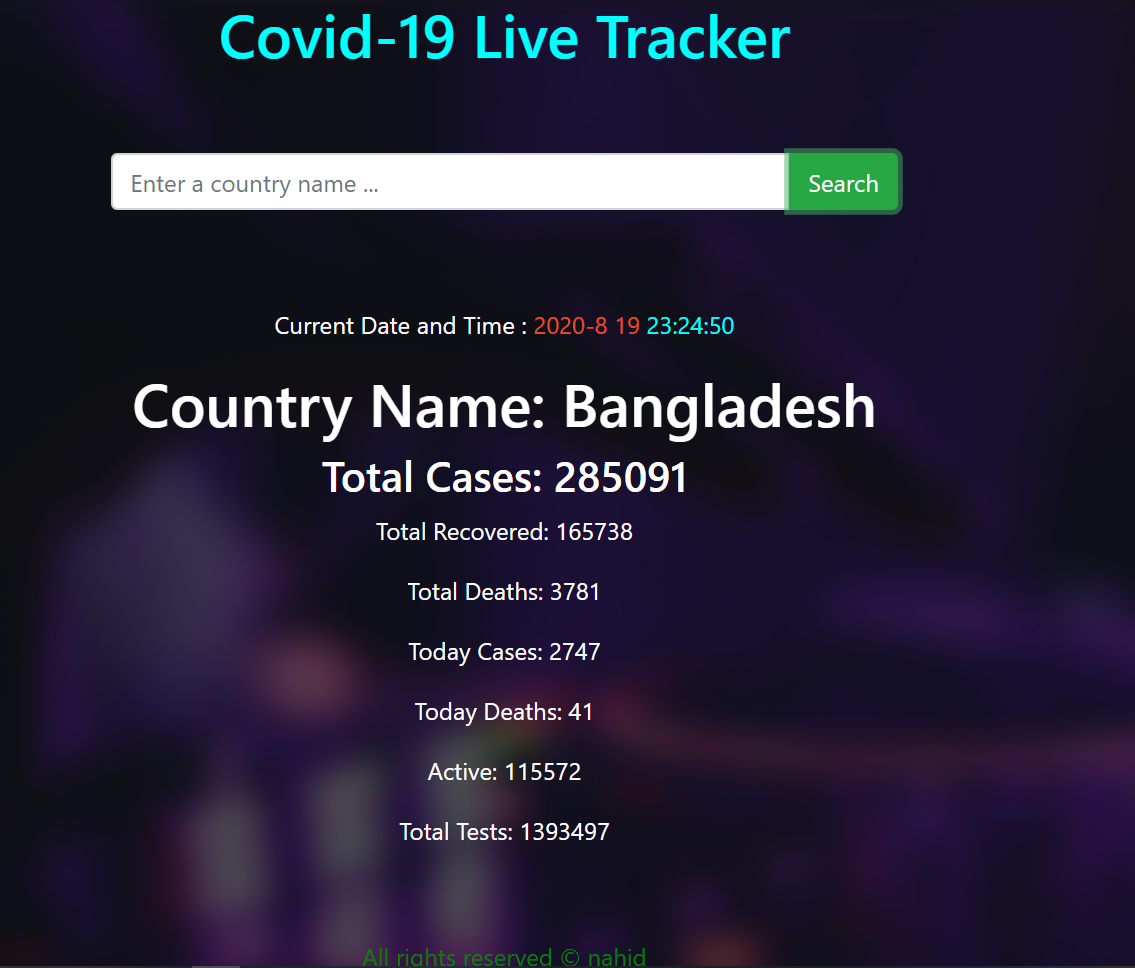 Covid-19 Live Tracker
Enter a country name ...
Search
Current Date and Time : 2020-8 19 23:24:50
Country Name: Bangladesh
Total Cases: 285091
Total Recovered: 165738
Total Deaths: 3781
Today Cases: 2747
Today Deaths: 41
Active: 115572
Total Tests: 1393497
All rights reserved © nahid